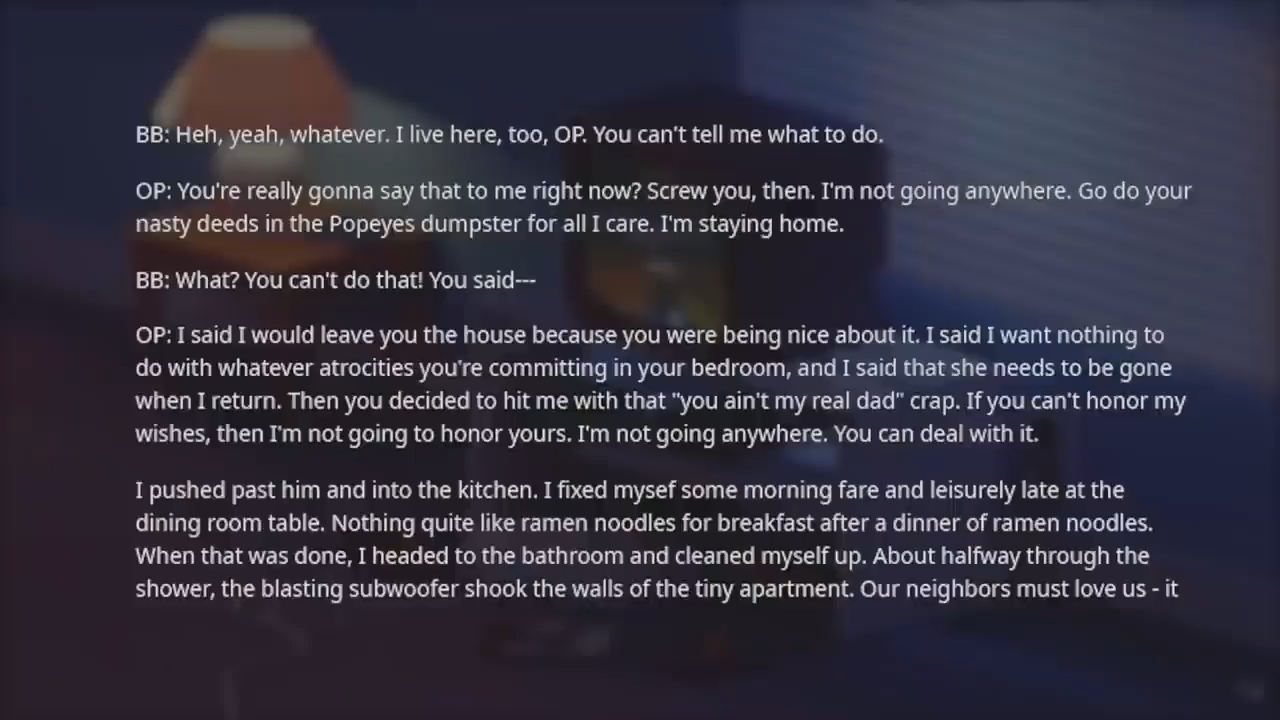 BB: Heh, yeah, whatever. I live here, too, OP. You can't tell me what to do.
OP: You're really gonna say that to me right now? Screw you, then. I'm not going anywhere. Go do your
nasty deeds in the Popeyes dumpster for all I care. I'm staying home.
BB: What? You can't do that! You said---
OP: I said I would leave you the house because you were being nice about it. I said I want nothing to
do with whatever atrocities you're committing in your bedroom, and I said that she needs to be gone
when I return. Then you decided to hit me with that "you ain't my real dad" crap. If you can't honor my
wishes, then I'm not going to honor yours. I'm not going anywhere. You can deal with it.
I pushed past him and into the kitchen. I fixed mysef some morning fare and leisurely late at the
dining room table. Nothing quite like ramen noodles for breakfast after a dinner of ramen noodles.
When that was done, I headed to the bathroom and cleaned myself up. About halfway through the
shower, the blasting subwoofer shook the walls of the tiny apartment. Our neighbors must love us - it